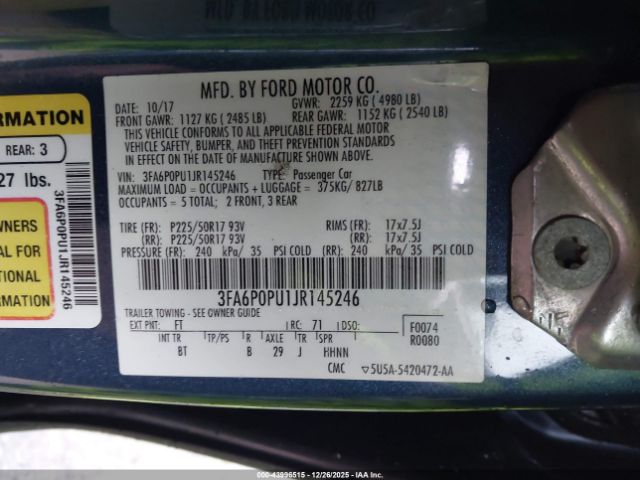 MFD. BY FORD MOTOR CO.
DATE: 10/17 GVWR: 2259 KG ( 4980 LB)
FRONT GAWR: 1127 KG ( 2485 LB) REAR GAWR: 1152 KG ( 2540 LB)
THIS VEHICLE CONFORMS TO ALL APPLICABLE FEDERAL MOTOR
VEHICLE SAFETY, BUMPER, AND THEFT PREVENTION STANDARDS
IN EFFECT ON THE DATE OF MANUFACTURE SHOWN ABOVE.
VIN: 3FA6P0PU1JR145246 TYPE: Passenger Car
MAXIMUM LOAD = OCCUPANTS + LUGGAGE = 375KG/ 827LB
OCCUPANTS = 5 TOTAL; 2 FRONT, 3 REAR
TIRE (FR): P225/50R17 93V RIMS (FR): 17x7.5J
(RR): P225/50R17 93V (RR): 17x7.5J
PRESSURE (FR): 240 kPa/ 35 PSI COLD (RR): 240 kPa/ 35 PSI COLD
3FA6P0PU1JR145246
TRAILER TOWING - SEE OWNER GUIDE
EXT PNT: FT RC: 71 DSO: F0074
INT TR TP/PS R AXLE TR SPR R0080
BT B 29 J HHNN
CMC 5U5A-5420472-AA
ORMATION
REAR: 3
27 lbs.
WNERS
AL FOR
TIONAL
ATION
3FA6P0PU1JR145246
00-43996515 - 12/26/2025 - © IAA Holdings, LLC